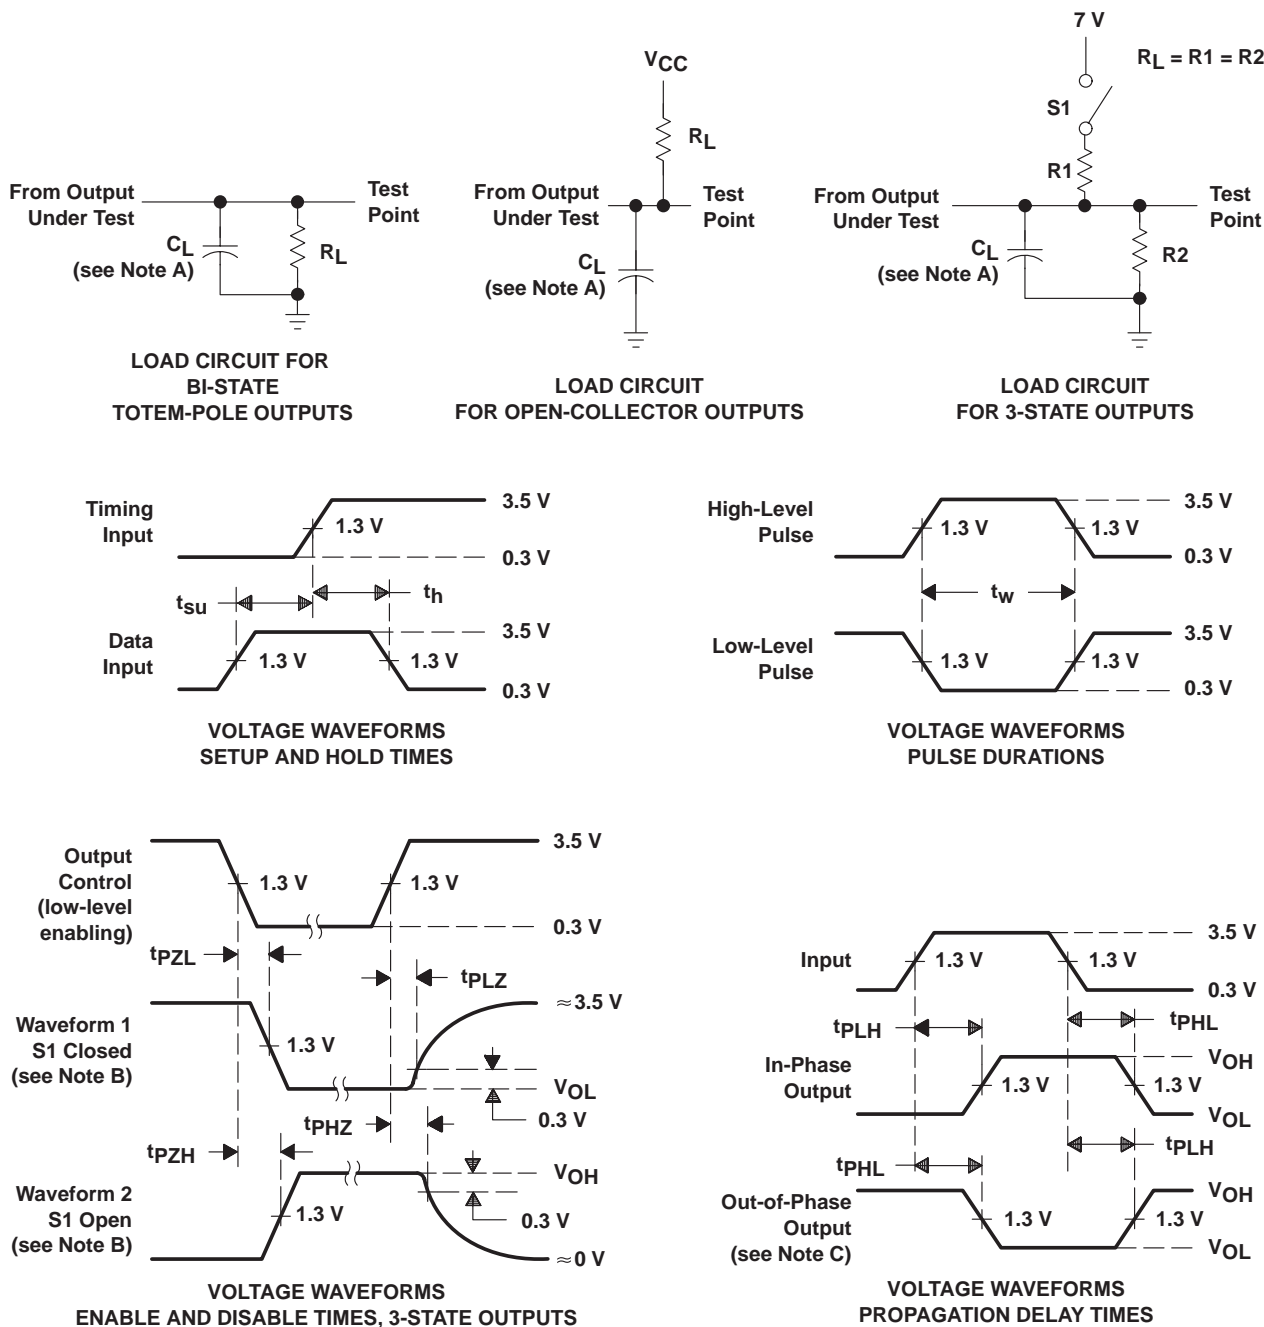 VCC
RL
From Output
Under Test
Test
Point
CL
(see Note A)
RL
LOAD CIRCUIT FOR
BI-STATE
TOTEM-POLE OUTPUTS
From Output
Under Test
Test
Point
CL
(see Note A)
LOAD CIRCUIT
FOR OPEN-COLLECTOR OUTPUTS
7 V
RL = R1 = R2
S1
R1
From Output
Under Test
Test
Point
CL
(see Note A)
R2
LOAD CIRCUIT
FOR 3-STATE OUTPUTS
Timing
Input
1.3 V
3.5 V
0.3 V
tsu
th
Data
Input
1.3 V
1.3 V
3.5 V
0.3 V
VOLTAGE WAVEFORMS
SETUP AND HOLD TIMES
High-Level
Pulse
1.3 V
1.3 V
3.5 V
0.3 V
tw
Low-Level
Pulse
1.3 V
1.3 V
3.5 V
0.3 V
VOLTAGE WAVEFORMS
PULSE DURATIONS
Output
Control
(low-level
enabling)
1.3 V
1.3 V
3.5 V
0.3 V
tPZL
tPLZ
Waveform 1
S1 Closed
(see Note B)
1.3 V
≈3.5 V
VOL
0.3 V
tPHZ
tPZH
Waveform 2
S1 Open
(see Note B)
1.3 V
VOH
0.3 V
≈0 V
VOLTAGE WAVEFORMS
ENABLE AND DISABLE TIMES, 3-STATE OUTPUTS
Input
1.3 V
1.3 V
3.5 V
0.3 V
tPLH
tPHL
In-Phase
Output
1.3 V
1.3 V
VOH
VOL
tPHL
tPLH
Out-of-Phase
Output
(see Note C)
1.3 V
1.3 V
VOH
VOL
VOLTAGE WAVEFORMS
PROPAGATION DELAY TIMES